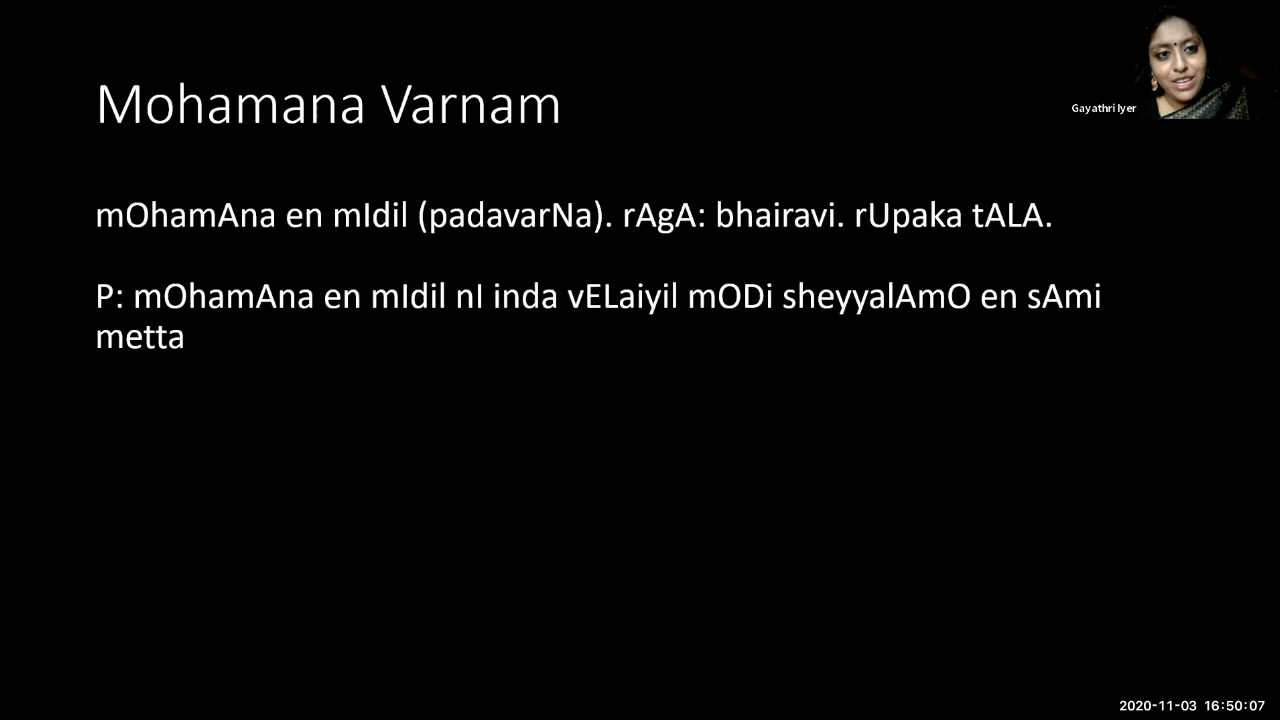 Mohamana Varnam
Gayathri Iyer
mOhamAna en mIdil (padavarNa). rAgA: bhairavi. rUpaka tALA.
P: mOhamAna en mIdil nI inda vELaiyil mODi sheyyalAmO en sAmi
metta
2020-11-03 16:50:07